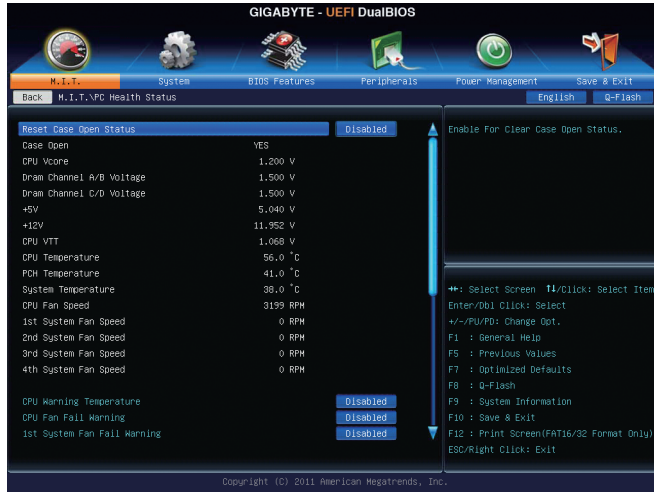 GIGABYTE - UEFI DualBIOS
M.I.T. System BIOS Features Peripherals Power Management Save & Exit
Back M.I.T.\PC Health Status English Q-Flash
Reset Case Open Status Disabled Enable For Clear Case Open Status.
Case Open YES
CPU Vcore 1.200 V
Dram Channel A/B Voltage 1.500 V
Dram Channel C/D Voltage 1.500 V
+5V 5.040 V
+12V 11.952 V
CPU VTT 1.068 V
CPU Temperature 56.0 °C
PCH Temperature 41.0 °C
System Temperature 38.0 °C
CPU Fan Speed 3199 RPM
1st System Fan Speed 0 RPM
2nd System Fan Speed 0 RPM
3rd System Fan Speed 0 RPM
4th System Fan Speed 0 RPM
CPU Warning Temperature Disabled
CPU Fan Fail Warning Disabled
1st System Fan Fail Warning Disabled
→←: Select Screen ↑↓/Click: Select Item
Enter/Dbl Click: Select
+/-/PU/PD: Change Opt.
F1 : General Help
F5 : Previous Values
F7 : Optimized Defaults
F8 : Q-Flash
F9 : System Information
F10 : Save & Exit
F12 : Print Screen(FAT16/32 Format Only)
ESC/Right Click: Exit
Copyright (C) 2011 American Megatrends, Inc.